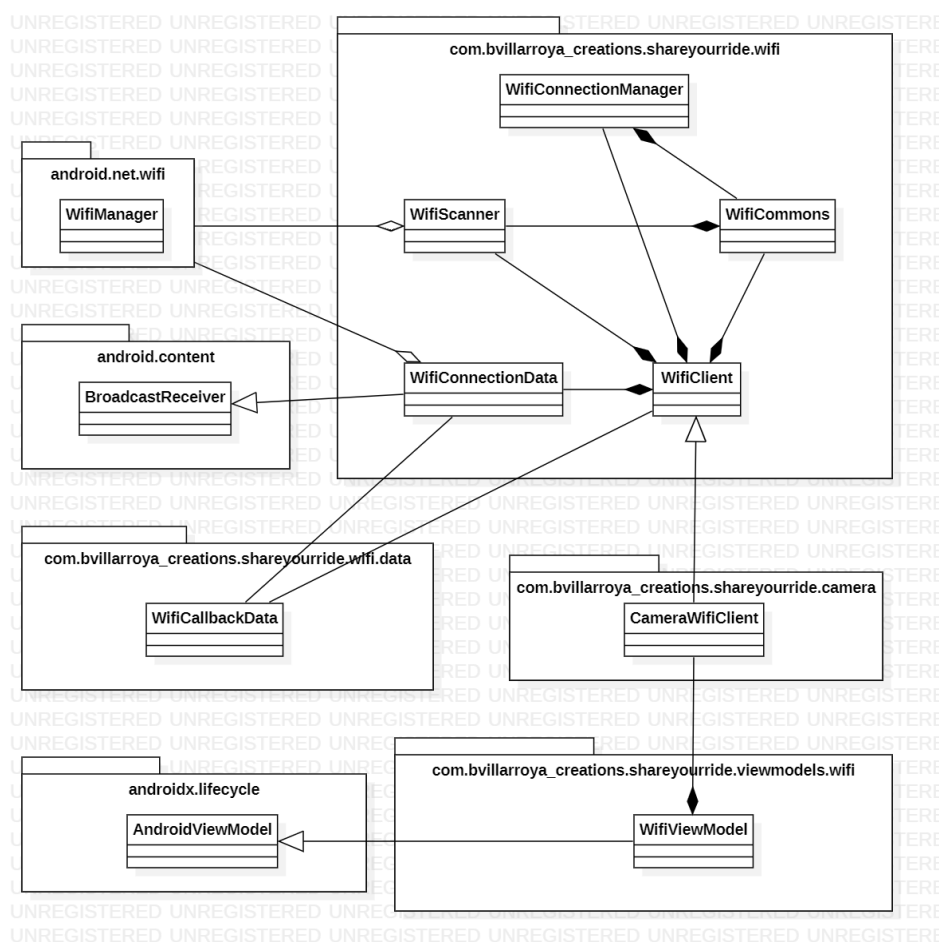 com.bvillarroya_creations.shareyourride.wifi
WifiConnectionManager
android.net.wifi
WifiManager
WifiScanner
WifiCommons
android.content
BroadcastReceiver
WifiConnectionData
WifiClient
com.bvillarroya_creations.shareyourride.wifi.data
WifiCallbackData
com.bvillarroya_creations.shareyourride.camera
CameraWifiClient
com.bvillarroya_creations.shareyourride.viewmodels.wifi
androidx.lifecycle
AndroidViewModel
WifiViewModel
UNREGISTERED